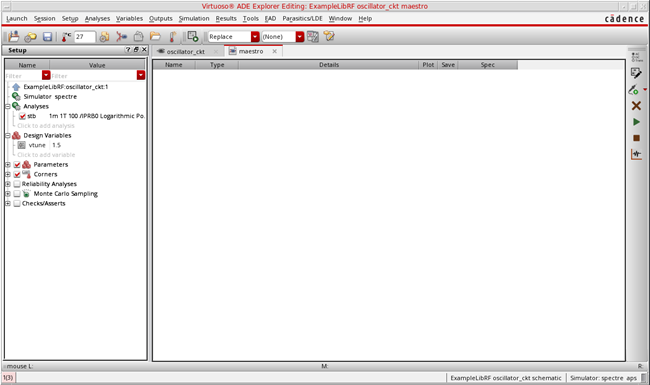 Virtuoso® ADE Explorer Editing: ExampleLibRF oscillator_ckt maestro
Launch Session Setup Analyses Variables Outputs Simulation Results Tools EAD Parasitics/LDE Window Help cādence
27 Replace (None)
Setup oscillator_ckt maestro
Name Value Name Type Details Plot Save Spec
Filter Filter
ExampleLibRF:oscillator_ckt:1
Simulator spectre
Analyses
stb 1m 1T 100 /IPRB0 Logarithmic Po.
Click to add analysis
Design Variables
vtune 1.5
Click to add variable
Parameters
Corners
Reliability Analyses
Monte Carlo Sampling
Checks/Asserts
mouse L: M: R:
1(3) ExampleLibRF oscillator_ckt schematic Simulator: spectre aps